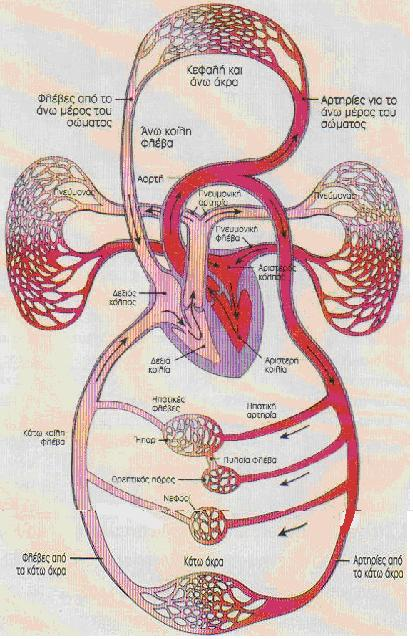 Κεφαλή και
άνω άκρα
Φλέβες από το
άνω μέρος του
σώματος
Αρτηρίες για το
άνω μέρος του
σώματος
Άνω κοίλη
φλέβα
Αορτή
Πνεύμονας
Πνευμονική
αρτηρία
Πνεύμονας
Πνευμονική
φλέβα
Αριστερός
κόλπος
Δεξιός
κόλπος
Δεξιά
κοιλία
Αριστερή
κοιλία
Ηπατικές
φλέβες
Ηπατική
αρτηρία
Κάτω κοίλη
φλέβα
Ήπαρ
Πυλαία φλέβα
Θρεπτικός πόρος
Νεφροί
Φλέβες από
τα κάτω άκρα
Κάτω άκρα
Αρτηρίες από
τα κάτω άκρα